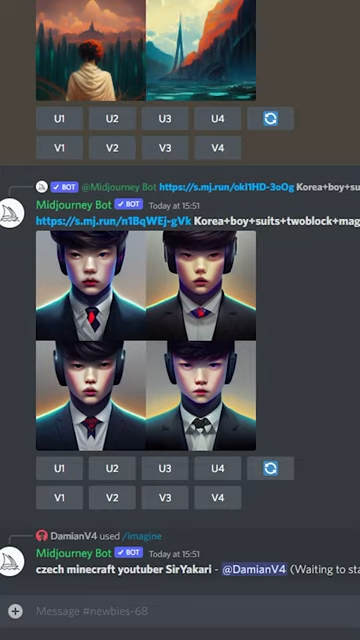 U1 U2 U3 U4
V1 V2 V3 V4
BOT @Midjourney Bot https://s.mj.run/okI1HD-3oOg Korea+boy+su
Midjourney Bot BOT Today at 15:51
https://s.mj.run/n1BqWEj-gVk Korea+boy+suits+twoblock+mag
U1 U2 U3 U4
V1 V2 V3 V4
DamianV4 used /imagine
Midjourney Bot BOT Today at 15:51
czech minecraft youtuber SirYakari - @DamianV4 (Waiting to sta
Message #newbies-68